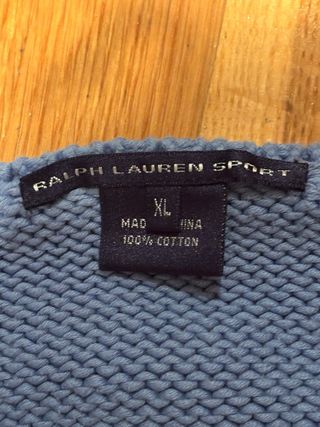 RALPH LAUREN SPORT
XL
MAD INA
100% COTTON